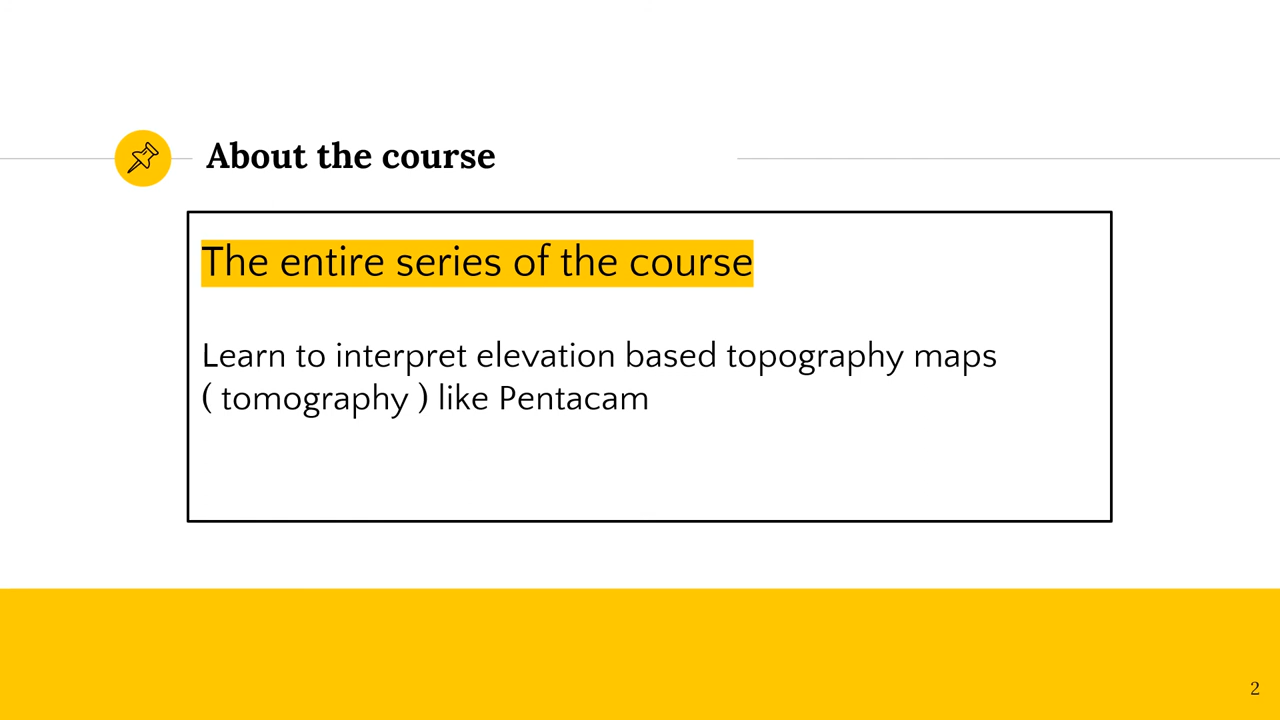 About the course
The entire series of the course
Learn to interpret elevation based topography maps
( tomography ) like Pentacam
2